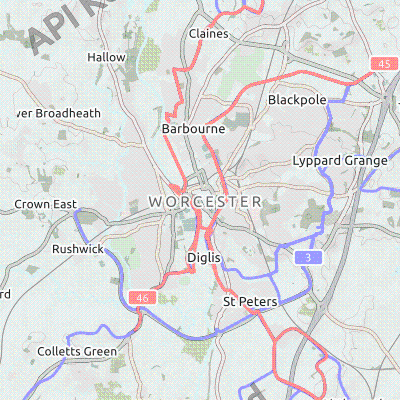 API K
Claines
Hallow
45
Blackpole
ver Broadheath
Barbourne
Lyppard Grange
WORCESTER
Crown East
Rushwick
Diglis
3
rd
46
St Peters
Colletts Green